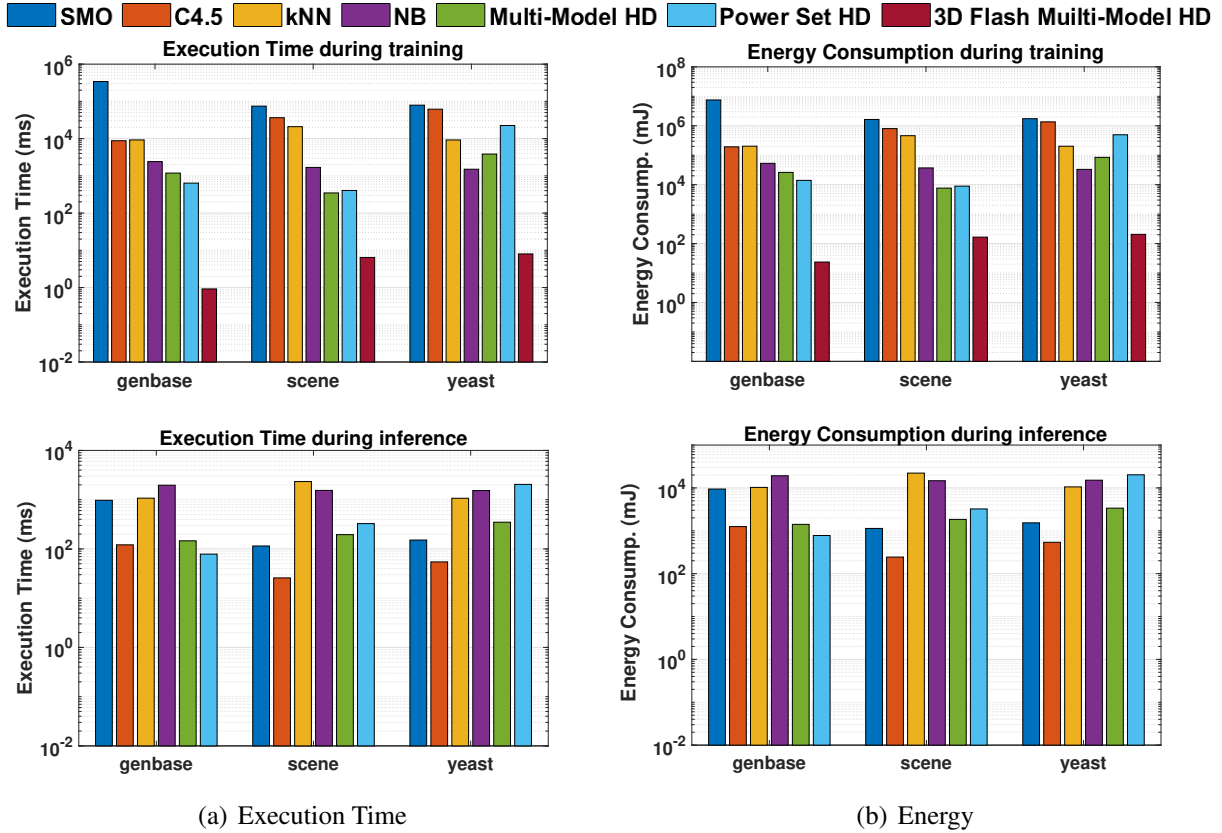 SMO C4.5 kNN NB Multi-Model HD Power Set HD 3D Flash Muilti-Model HD
Execution Time during training
Execution Time (ms)
10^6
10^4
10^2
10^0
10^-2
genbase scene yeast
Energy Consumption during training
Energy Consump. (mJ)
10^8
10^6
10^4
10^2
10^0
genbase scene yeast
Execution Time during inference
Execution Time (ms)
10^4
10^2
10^0
10^-2
genbase scene yeast
Energy Consumption during inference
Energy Consump. (mJ)
10^4
10^2
10^0
10^-2
genbase scene yeast
(a) Execution Time
(b) Energy